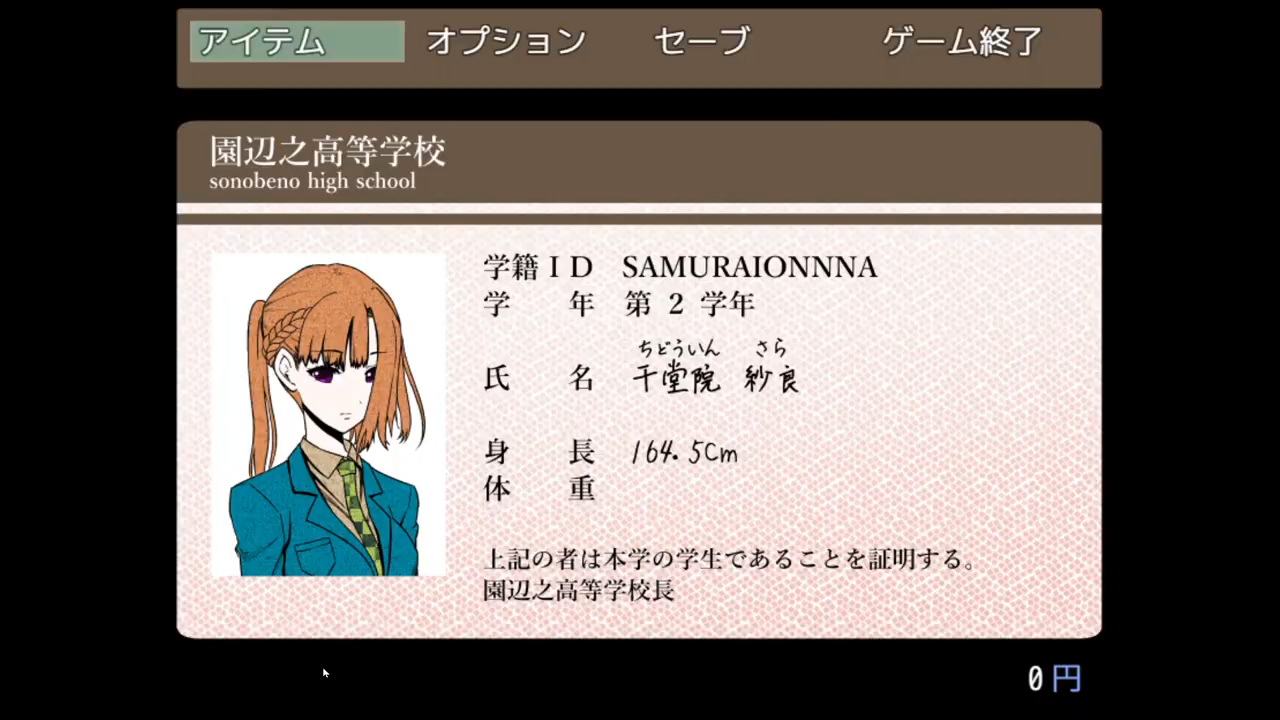 アイテム オプション セーブ ゲーム終了
園辺之高等学校
sonobeno high school
学籍ID SAMURAIONNNA
学年 第2学年
ちどういん さら
氏名 千堂院 紗良
身長 164.5cm
体重
上記の者は本学の学生であることを証明する。
園辺之高等学校長
0円